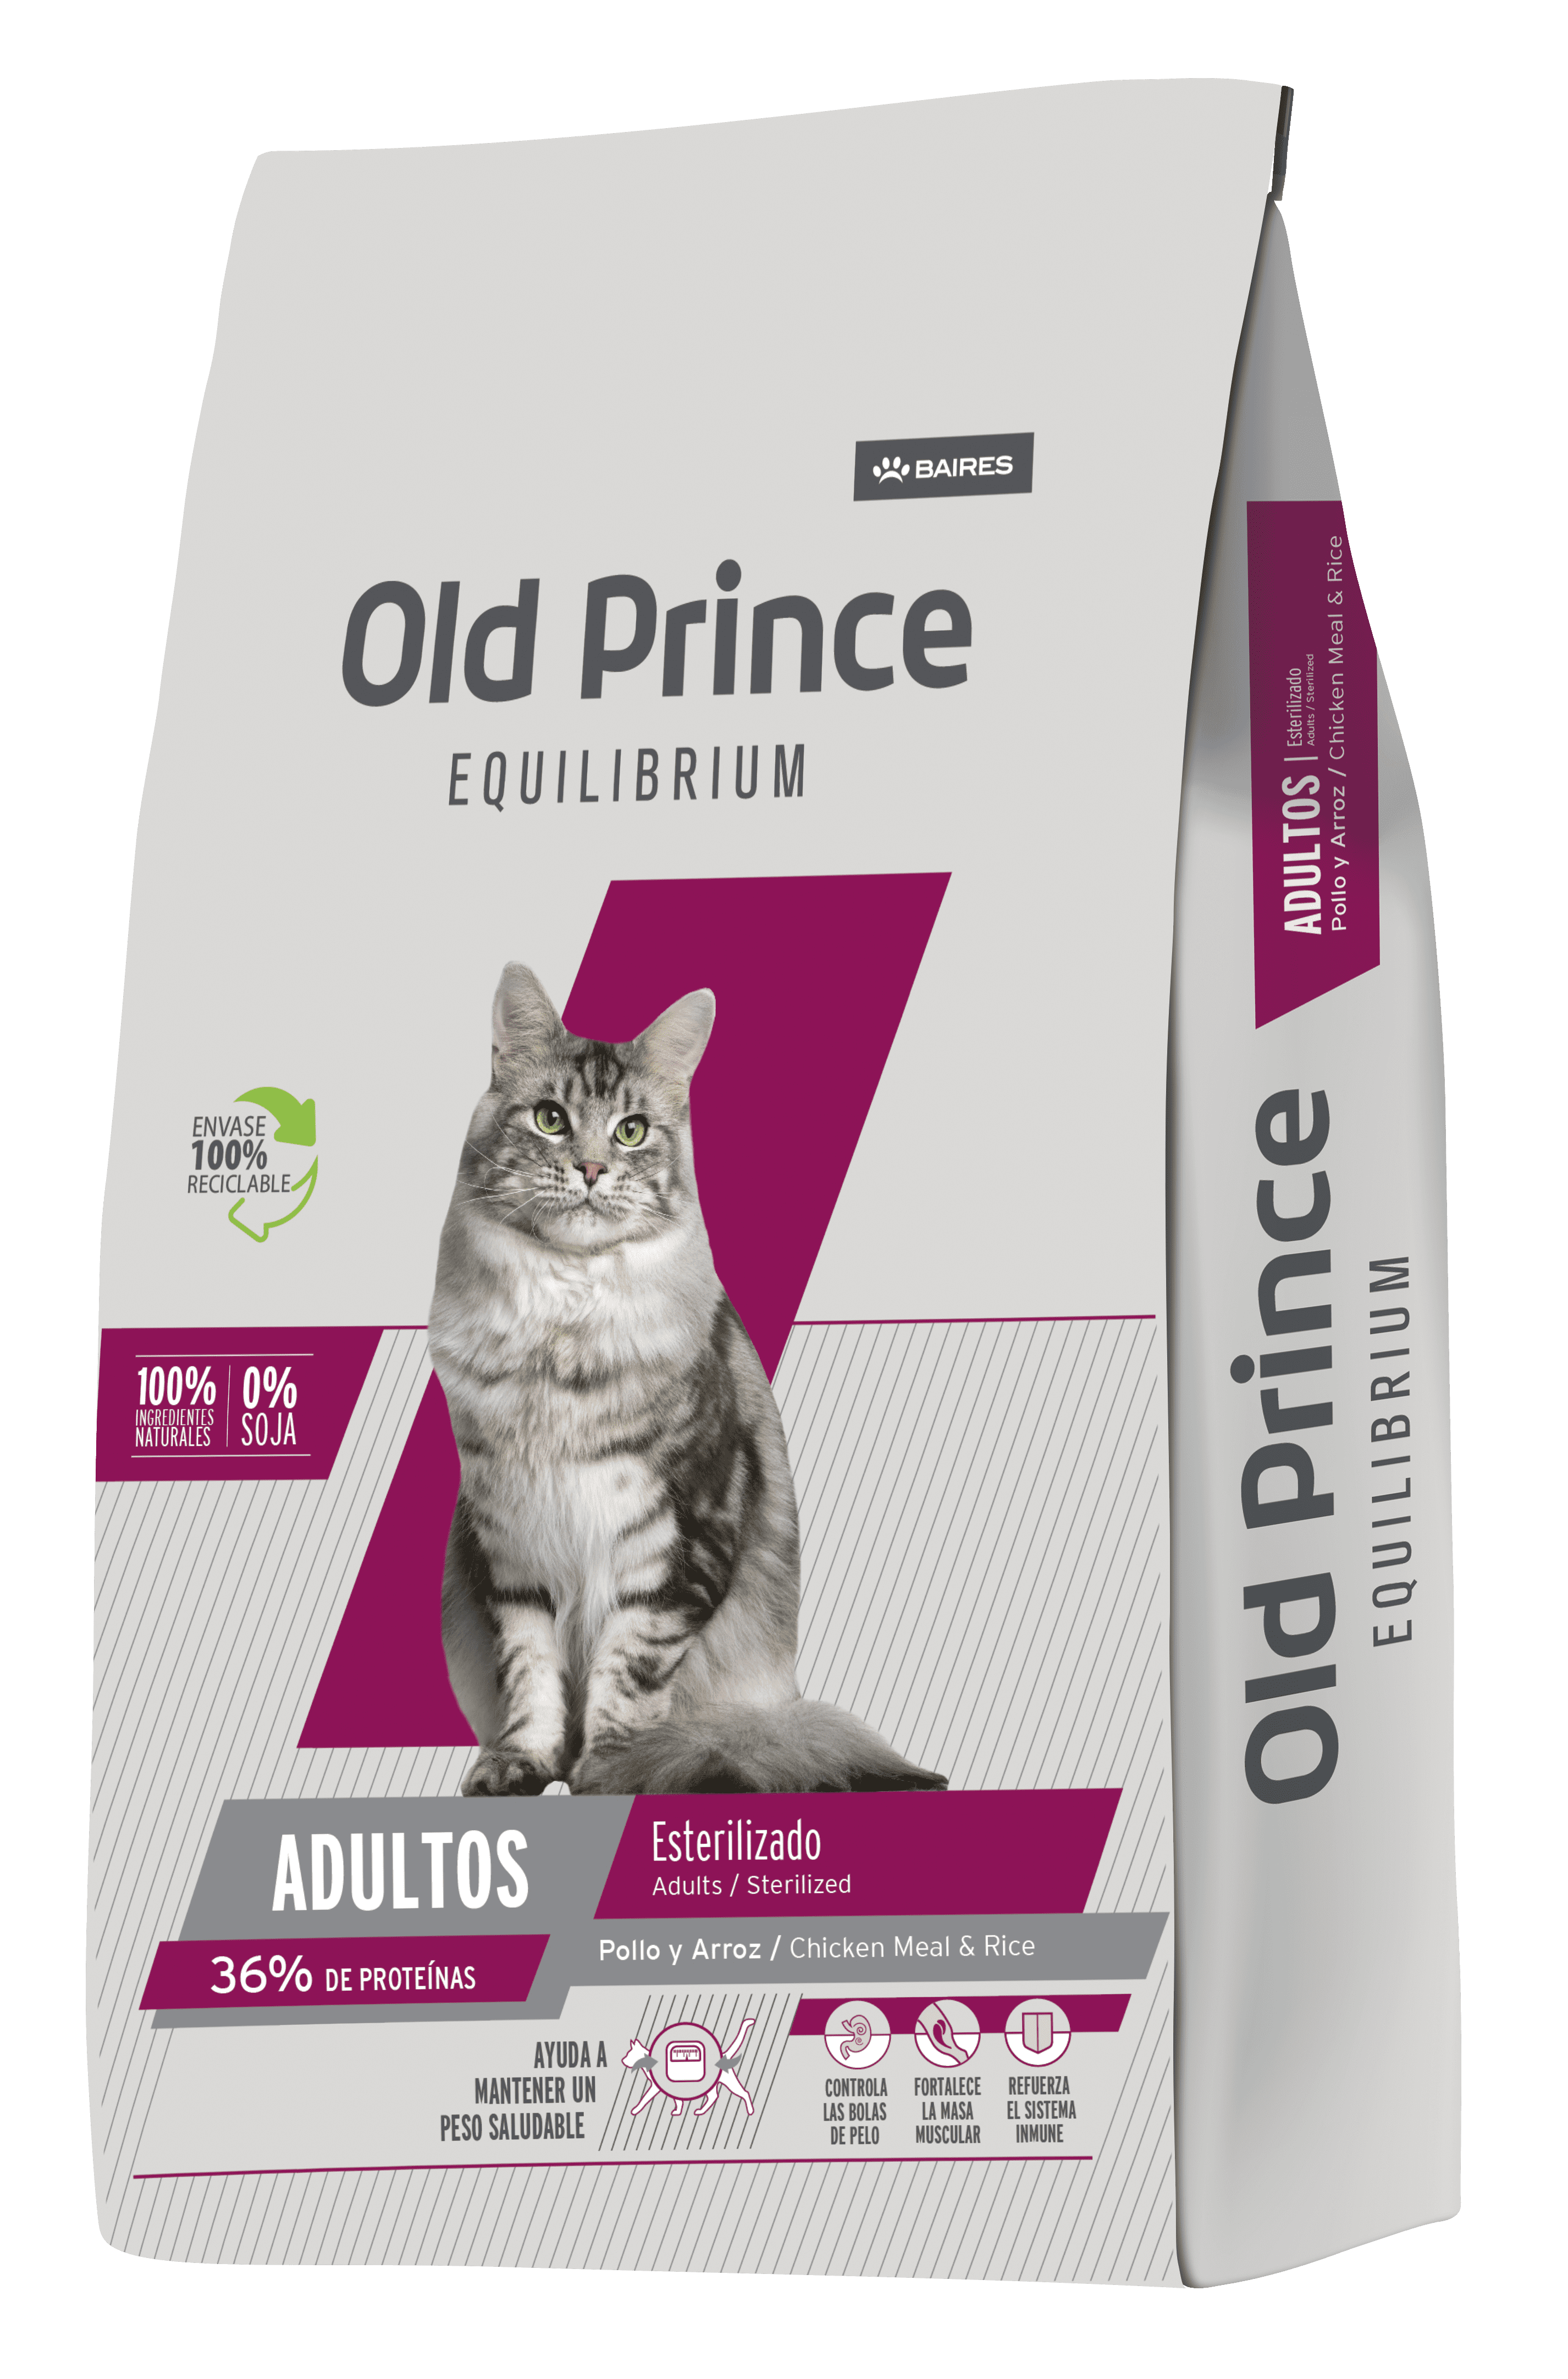 BAIRES
Old Prince
EQUILIBRIUM
ENVASE
100%
RECICLABLE
100%
INGREDIENTES
NATURALES
0%
SOJA
ADULTOS
Esterilizado
Adults / Sterilized
36% DE PROTEÍNAS
Pollo y Arroz / Chicken Meal & Rice
AYUDA A
MANTENER UN
PESO SALUDABLE
CONTROLA
LAS BOLAS
DE PELO
FORTALECE
LA MASA
MUSCULAR
REFUERZA
EL SISTEMA
INMUNE
ADULTOS | Esterilizado
Adults / Sterilized
Pollo y Arroz / Chicken Meal & Rice
Old Prince
EQUILIBRIUM